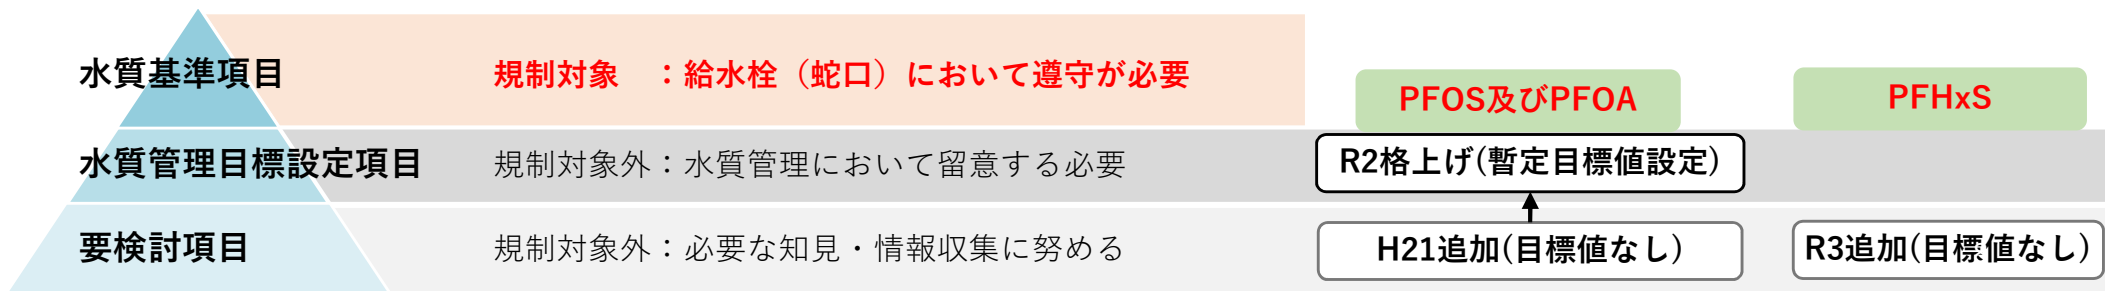 水質基準項目
規制対象　：給水栓（蛇口）において遵守が必要
PFOS及びPFOA
PFHxS
水質管理目標設定項目
規制対象外：水質管理において留意する必要
R2格上げ(暫定目標値設定)
要検討項目
規制対象外：必要な知見・情報収集に努める
H21追加(目標値なし)
R3追加(目標値なし)